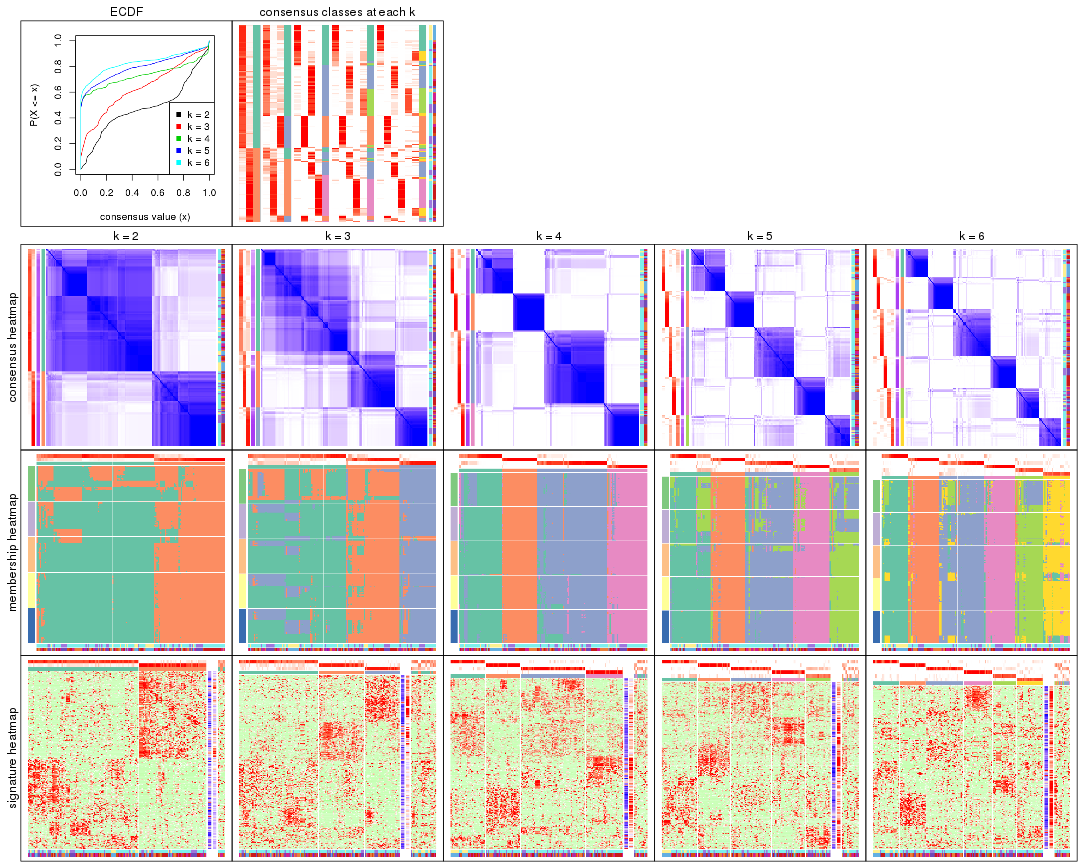 ECDF
consensus classes at each k
P(X <= x)
0.0 0.2 0.4 0.6 0.8 1.0
k = 2
k = 3
k = 4
k = 5
k = 6
0.0 0.2 0.4 0.6 0.8 1.0
consensus value (x)
k = 2
k = 3
k = 4
k = 5
k = 6
consensus heatmap
membership heatmap
signature heatmap